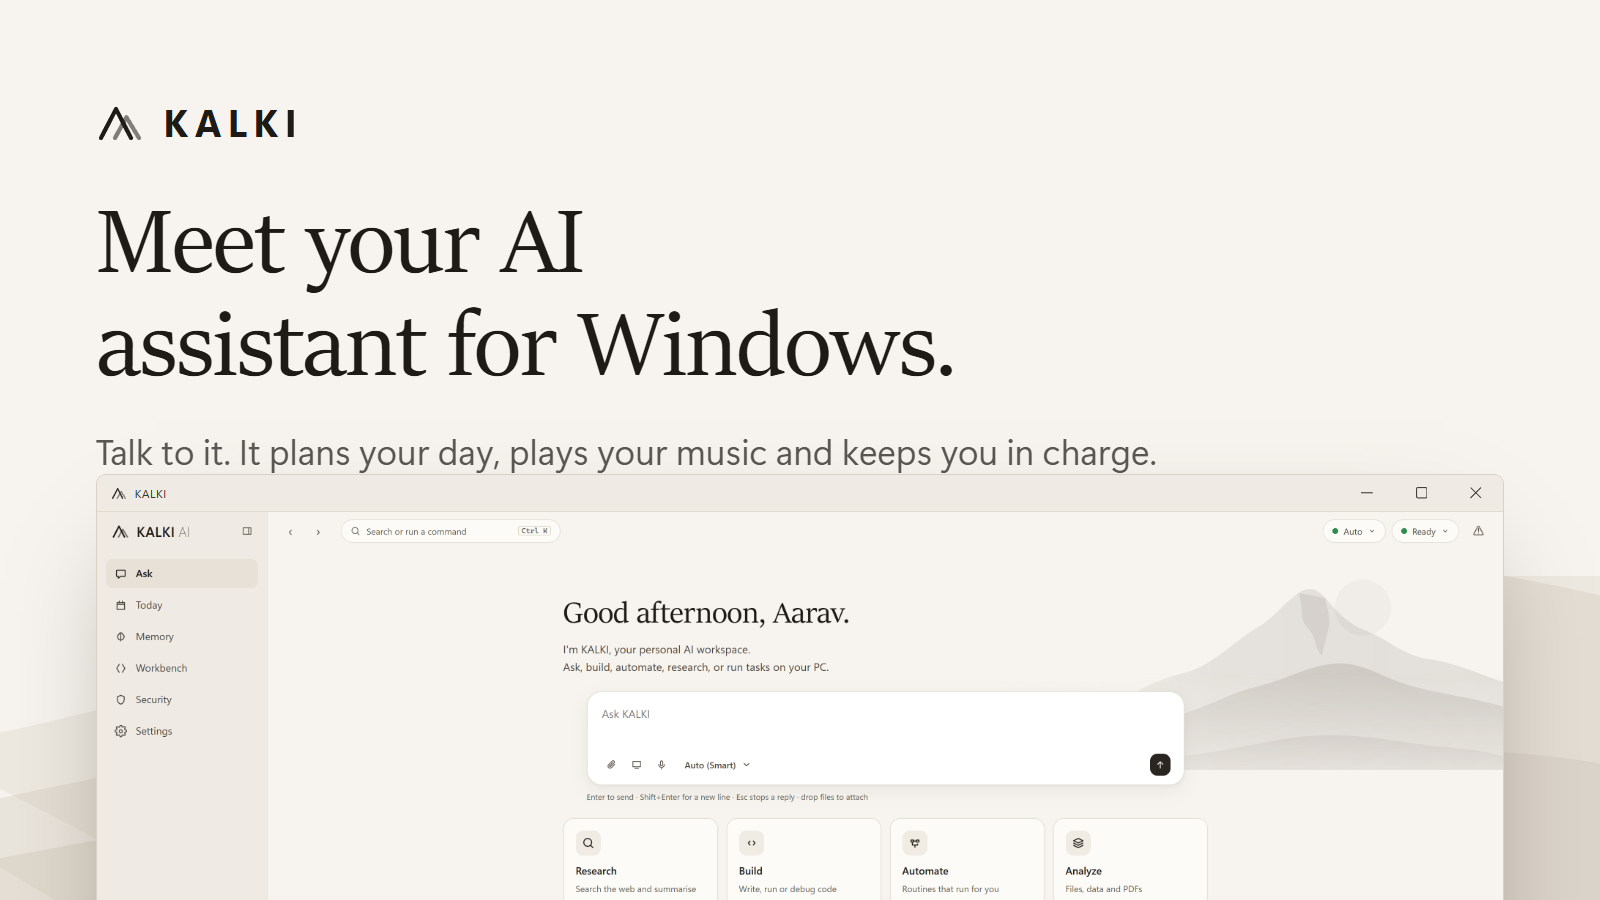 KALKI
Meet your AI
assistant for Windows.
Talk to it. It plans your day, plays your music and keeps you in charge.
KALKI
KALKI AI
Search or run a command
Ctrl K
Auto
Ready
Ask
Today
Memory
Workbench
Security
Settings
Good afternoon, Aarav.
I'm KALKI, your personal AI workspace.
Ask, build, automate, research, or run tasks on your PC.
Ask KALKI
Auto (Smart)
Enter to send · Shift+Enter for a new line · Esc stops a reply · drop files to attach
Research
Search the web and summarise
Build
Write, run or debug code
Automate
Routines that run for you
Analyze
Files, data and PDFs